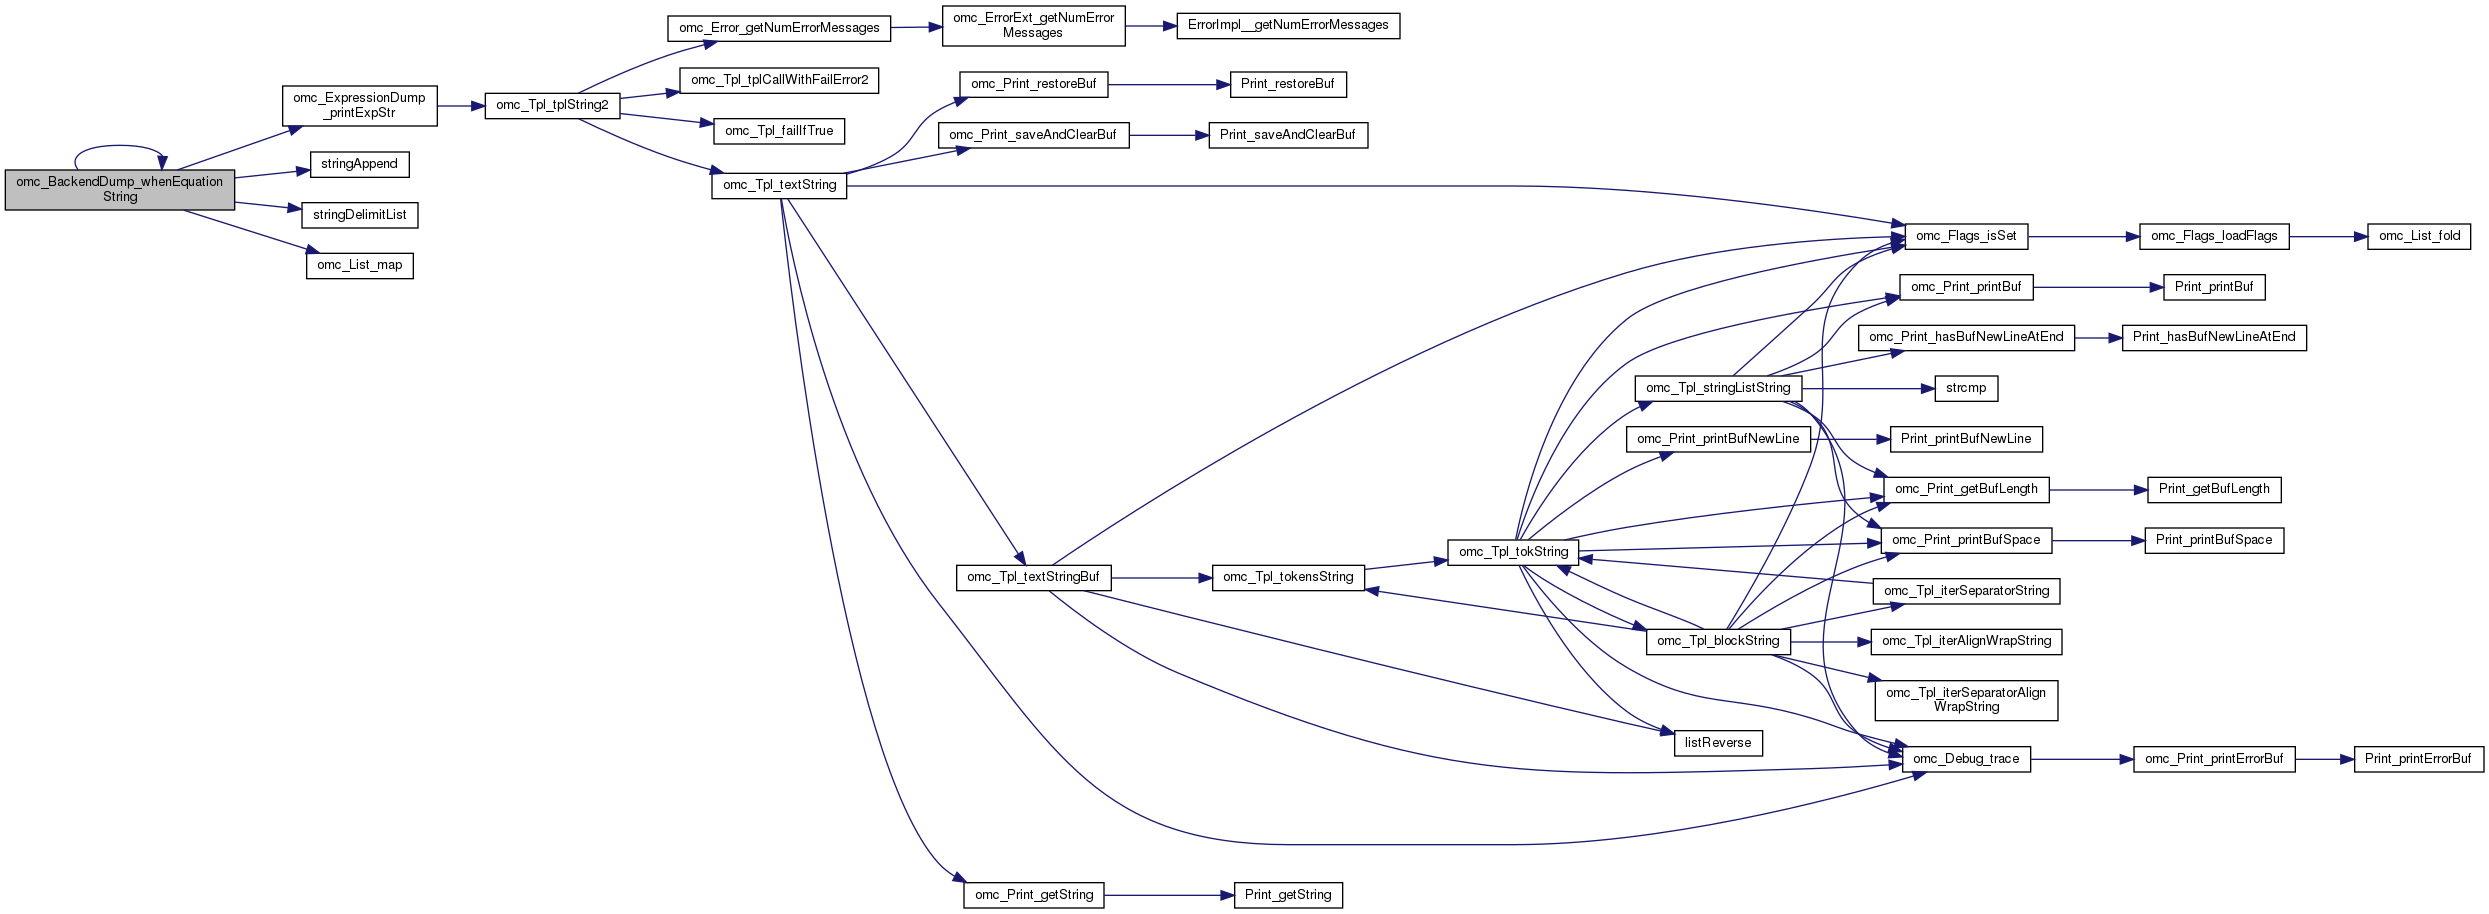 omc_BackendDump_whenEquation
String
omc_ExpressionDump
_printExpStr
stringAppend
stringDelimitList
omc_List_map
omc_Tpl_tplString2
omc_Error_getNumErrorMessages
omc_ErrorExt_getNumError
Messages
ErrorImpl__getNumErrorMessages
omc_Tpl_tplCallWithFailError2
omc_Tpl_failIfTrue
omc_Tpl_textString
omc_Print_restoreBuf
Print_restoreBuf
omc_Print_saveAndClearBuf
Print_saveAndClearBuf
omc_Flags_isSet
omc_Flags_loadFlags
omc_List_fold
omc_Print_printBuf
Print_printBuf
omc_Print_hasBufNewLineAtEnd
Print_hasBufNewLineAtEnd
omc_Tpl_stringListString
strcmp
omc_Print_printBufNewLine
Print_printBufNewLine
omc_Print_getBufLength
Print_getBufLength
omc_Print_printBufSpace
Print_printBufSpace
omc_Tpl_tokString
omc_Tpl_textStringBuf
omc_Tpl_tokensString
omc_Tpl_iterSeparatorString
omc_Tpl_blockString
omc_Tpl_iterAlignWrapString
omc_Tpl_iterSeparatorAlign
WrapString
listReverse
omc_Debug_trace
omc_Print_printErrorBuf
Print_printErrorBuf
omc_Print_getString
Print_getString